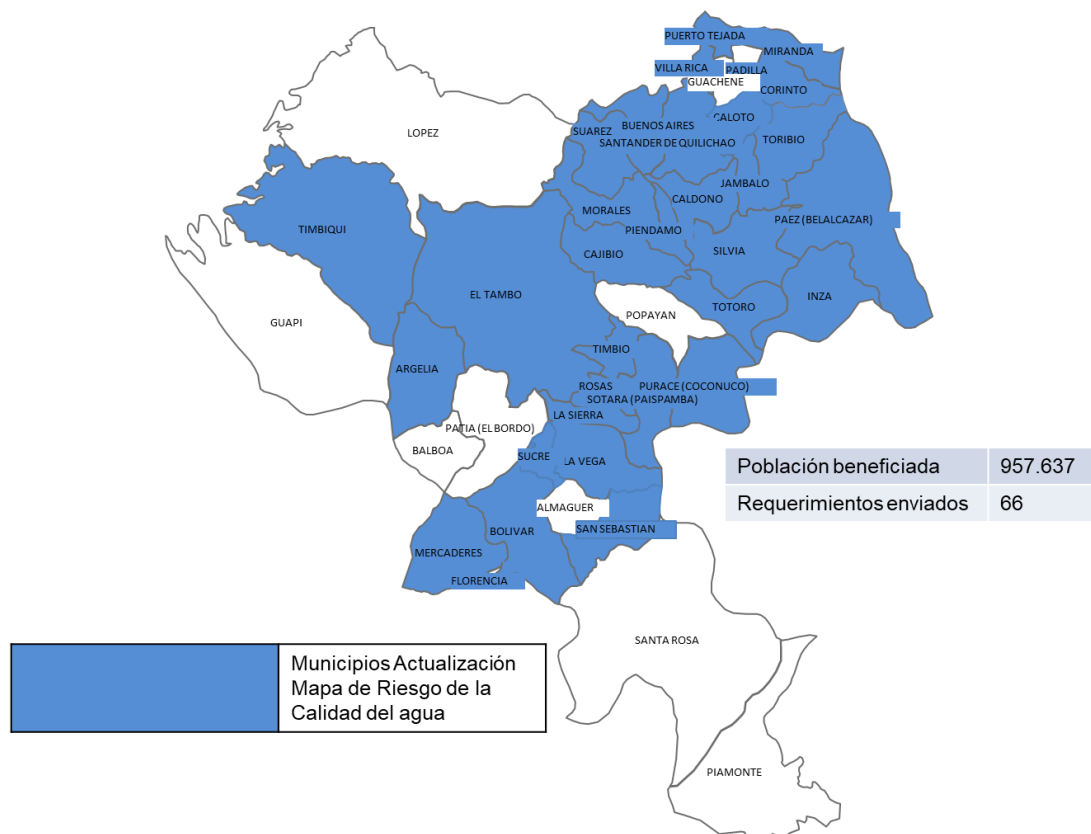 PUERTO TEJADA
MIRANDA
VILLA RICA
PADILLA
GUACHENE
CORINTO
LOPEZ
SUAREZ
BUENOS AIRES
CALOTO
SANTANDER DE QUILICHAO
TORIBIO
JAMBALO
CALDONO
MORALES
PAEZ (BELALCAZAR)
TIMBIQUI
PIENDAMO
CAJIBIO
SILVIA
EL TAMBO
INZA
TOTORO
POPAYAN
GUAPI
TIMBIO
ARGELIA
ROSAS
PURACE (COCONUCO)
SOTARA (PAISPAMBA)
LA SIERRA
PATIA (EL BORDO)
BALBOA
SUCRE
LA VEGA
Población beneficiada 957.637
Requerimientos enviados 66
ALMAGUER
BOLIVAR
SAN SEBASTIAN
MERCADERES
FLORENCIA
SANTA ROSA
Municipios Actualización
Mapa de Riesgo de la
Calidad del agua
PIAMONTE